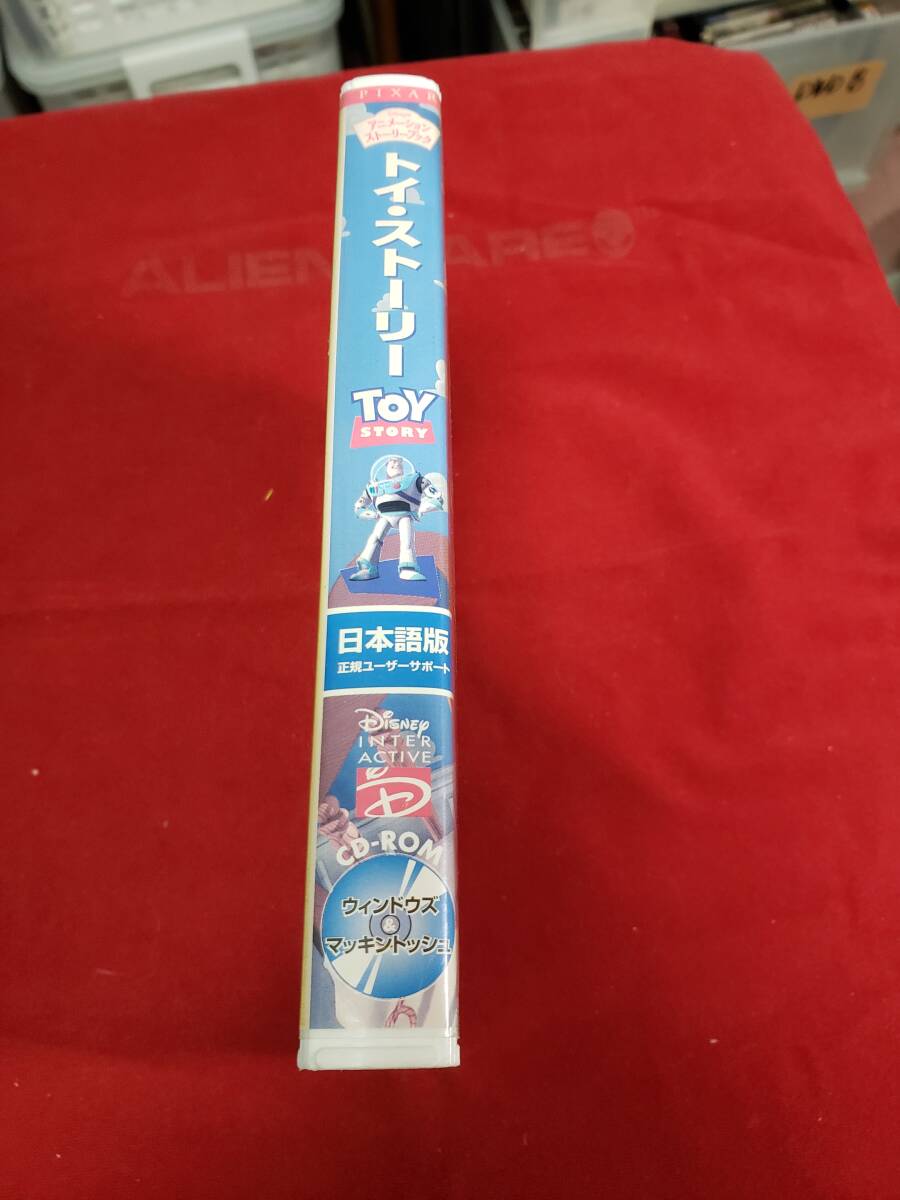 PIXAR
アニメーション
ストーリーブック
トイ・ストーリー
TOY
STORY
日本語版
正規ユーザーサポート
Disney
INTER
ACTIVE
D
CD-ROM
ウィンドウズ
&
マッキントッシュ